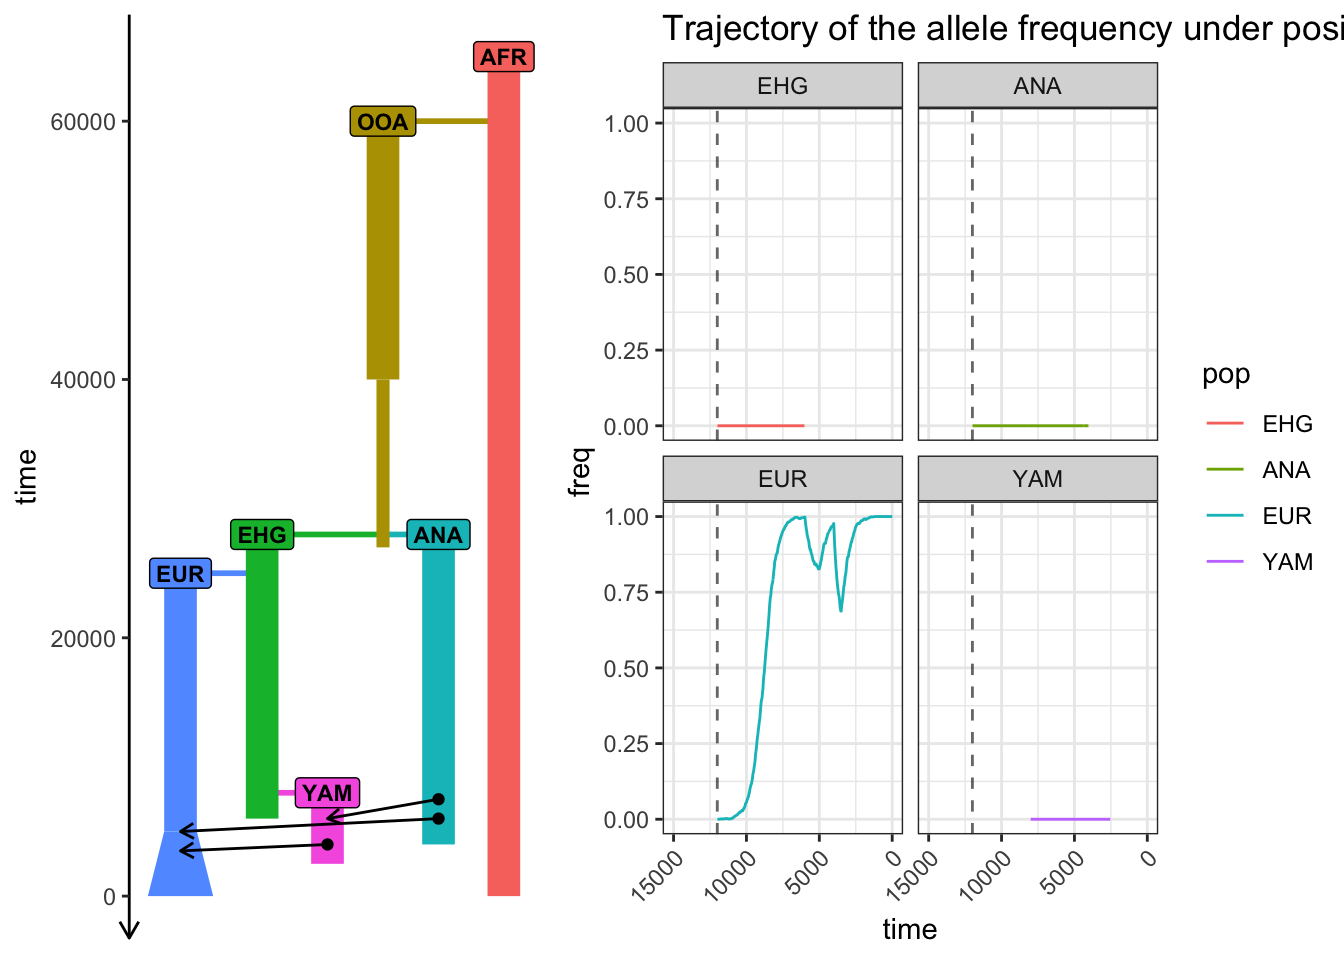 time
60000
40000
20000
0
AFR
OOA
EHG
ANA
EUR
YAM
Trajectory of the allele frequency under posi
freq
EHG
ANA
1.00
0.75
0.50
0.25
0.00
EUR
YAM
1.00
0.75
0.50
0.25
0.00
15000
10000
5000
0
15000
10000
5000
0
time
pop
EHG
ANA
EUR
YAM